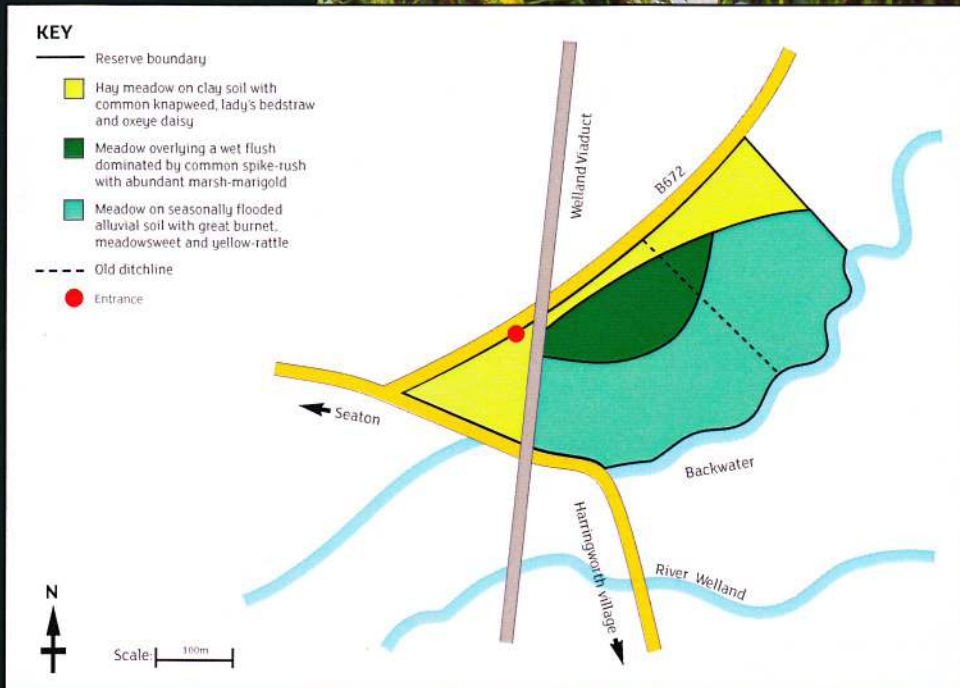 KEY
Reserve boundary
Hay meadow on clay soil with
common knapweed, lady's bedstraw
and oxeye daisy
Meadow overlying a wet flush
dominated by common spike-rush
with abundant marsh-marigold
Meadow on seasonally flooded
alluvial soil with great burnet,
meadowsweet and yellow-rattle
Old ditchline
Entrance
Welland Viaduct
B672
Seaton
Backwater
Harringworth village
River Welland
N
Scale:
100m